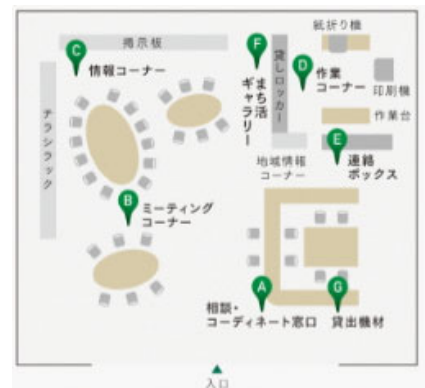 紙折り機
掲示板
C
情報コーナー
F
まち活
ギャラリー
貸しロッカー
D
作業
コーナー
印刷機
作業台
チラシラック
E
連絡
ボックス
地域情報
コーナー
B
ミーティング
コーナー
A
相談・
コーディネート窓口
G
貸出機材
入口